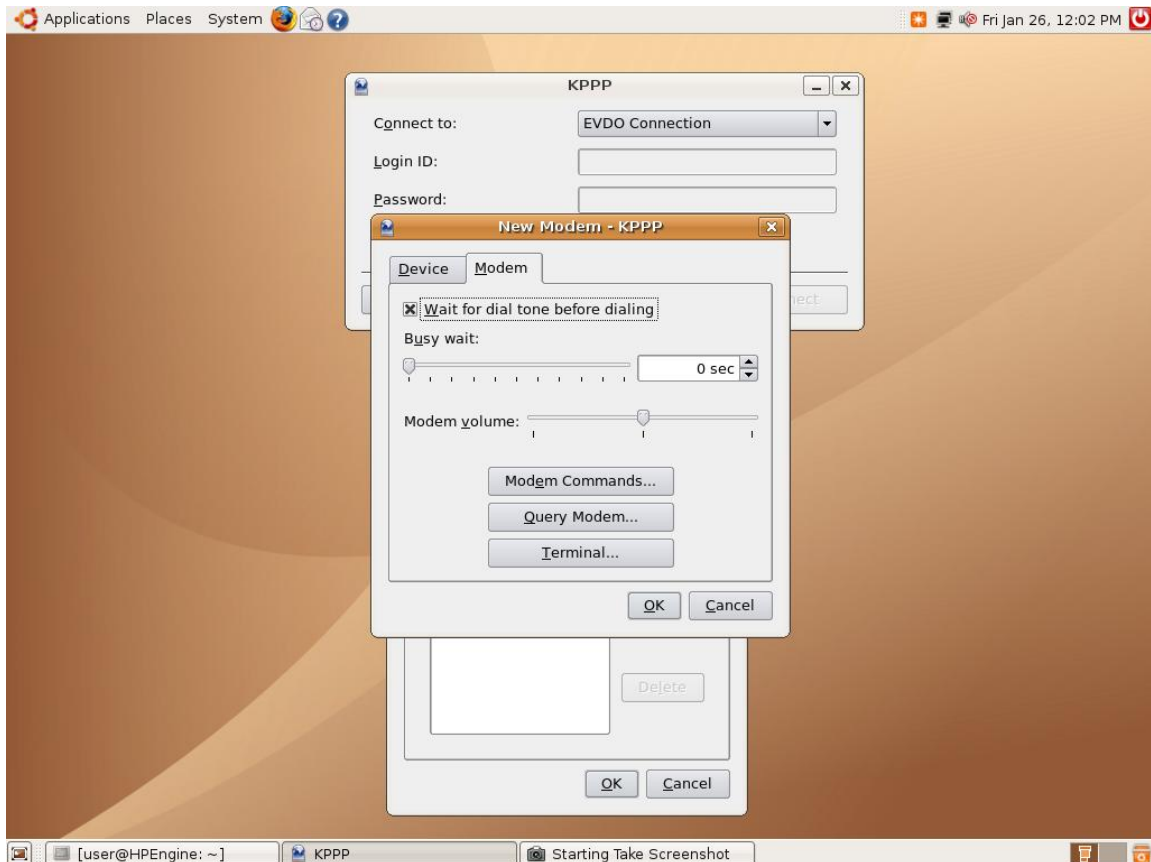 Applications Places System Fri Jan 26, 12:02 PM
KPPP
Connect to: EVDO Connection
Login ID:
Password:
New Modem - KPPP
Device Modem
Wait for dial tone before dialing
Busy wait:
0 sec
Modem volume:
Modem Commands...
Query Modem...
Terminal...
OK Cancel
Delete
OK Cancel
[user@HPEngine: ~] KPPP Starting Take Screenshot